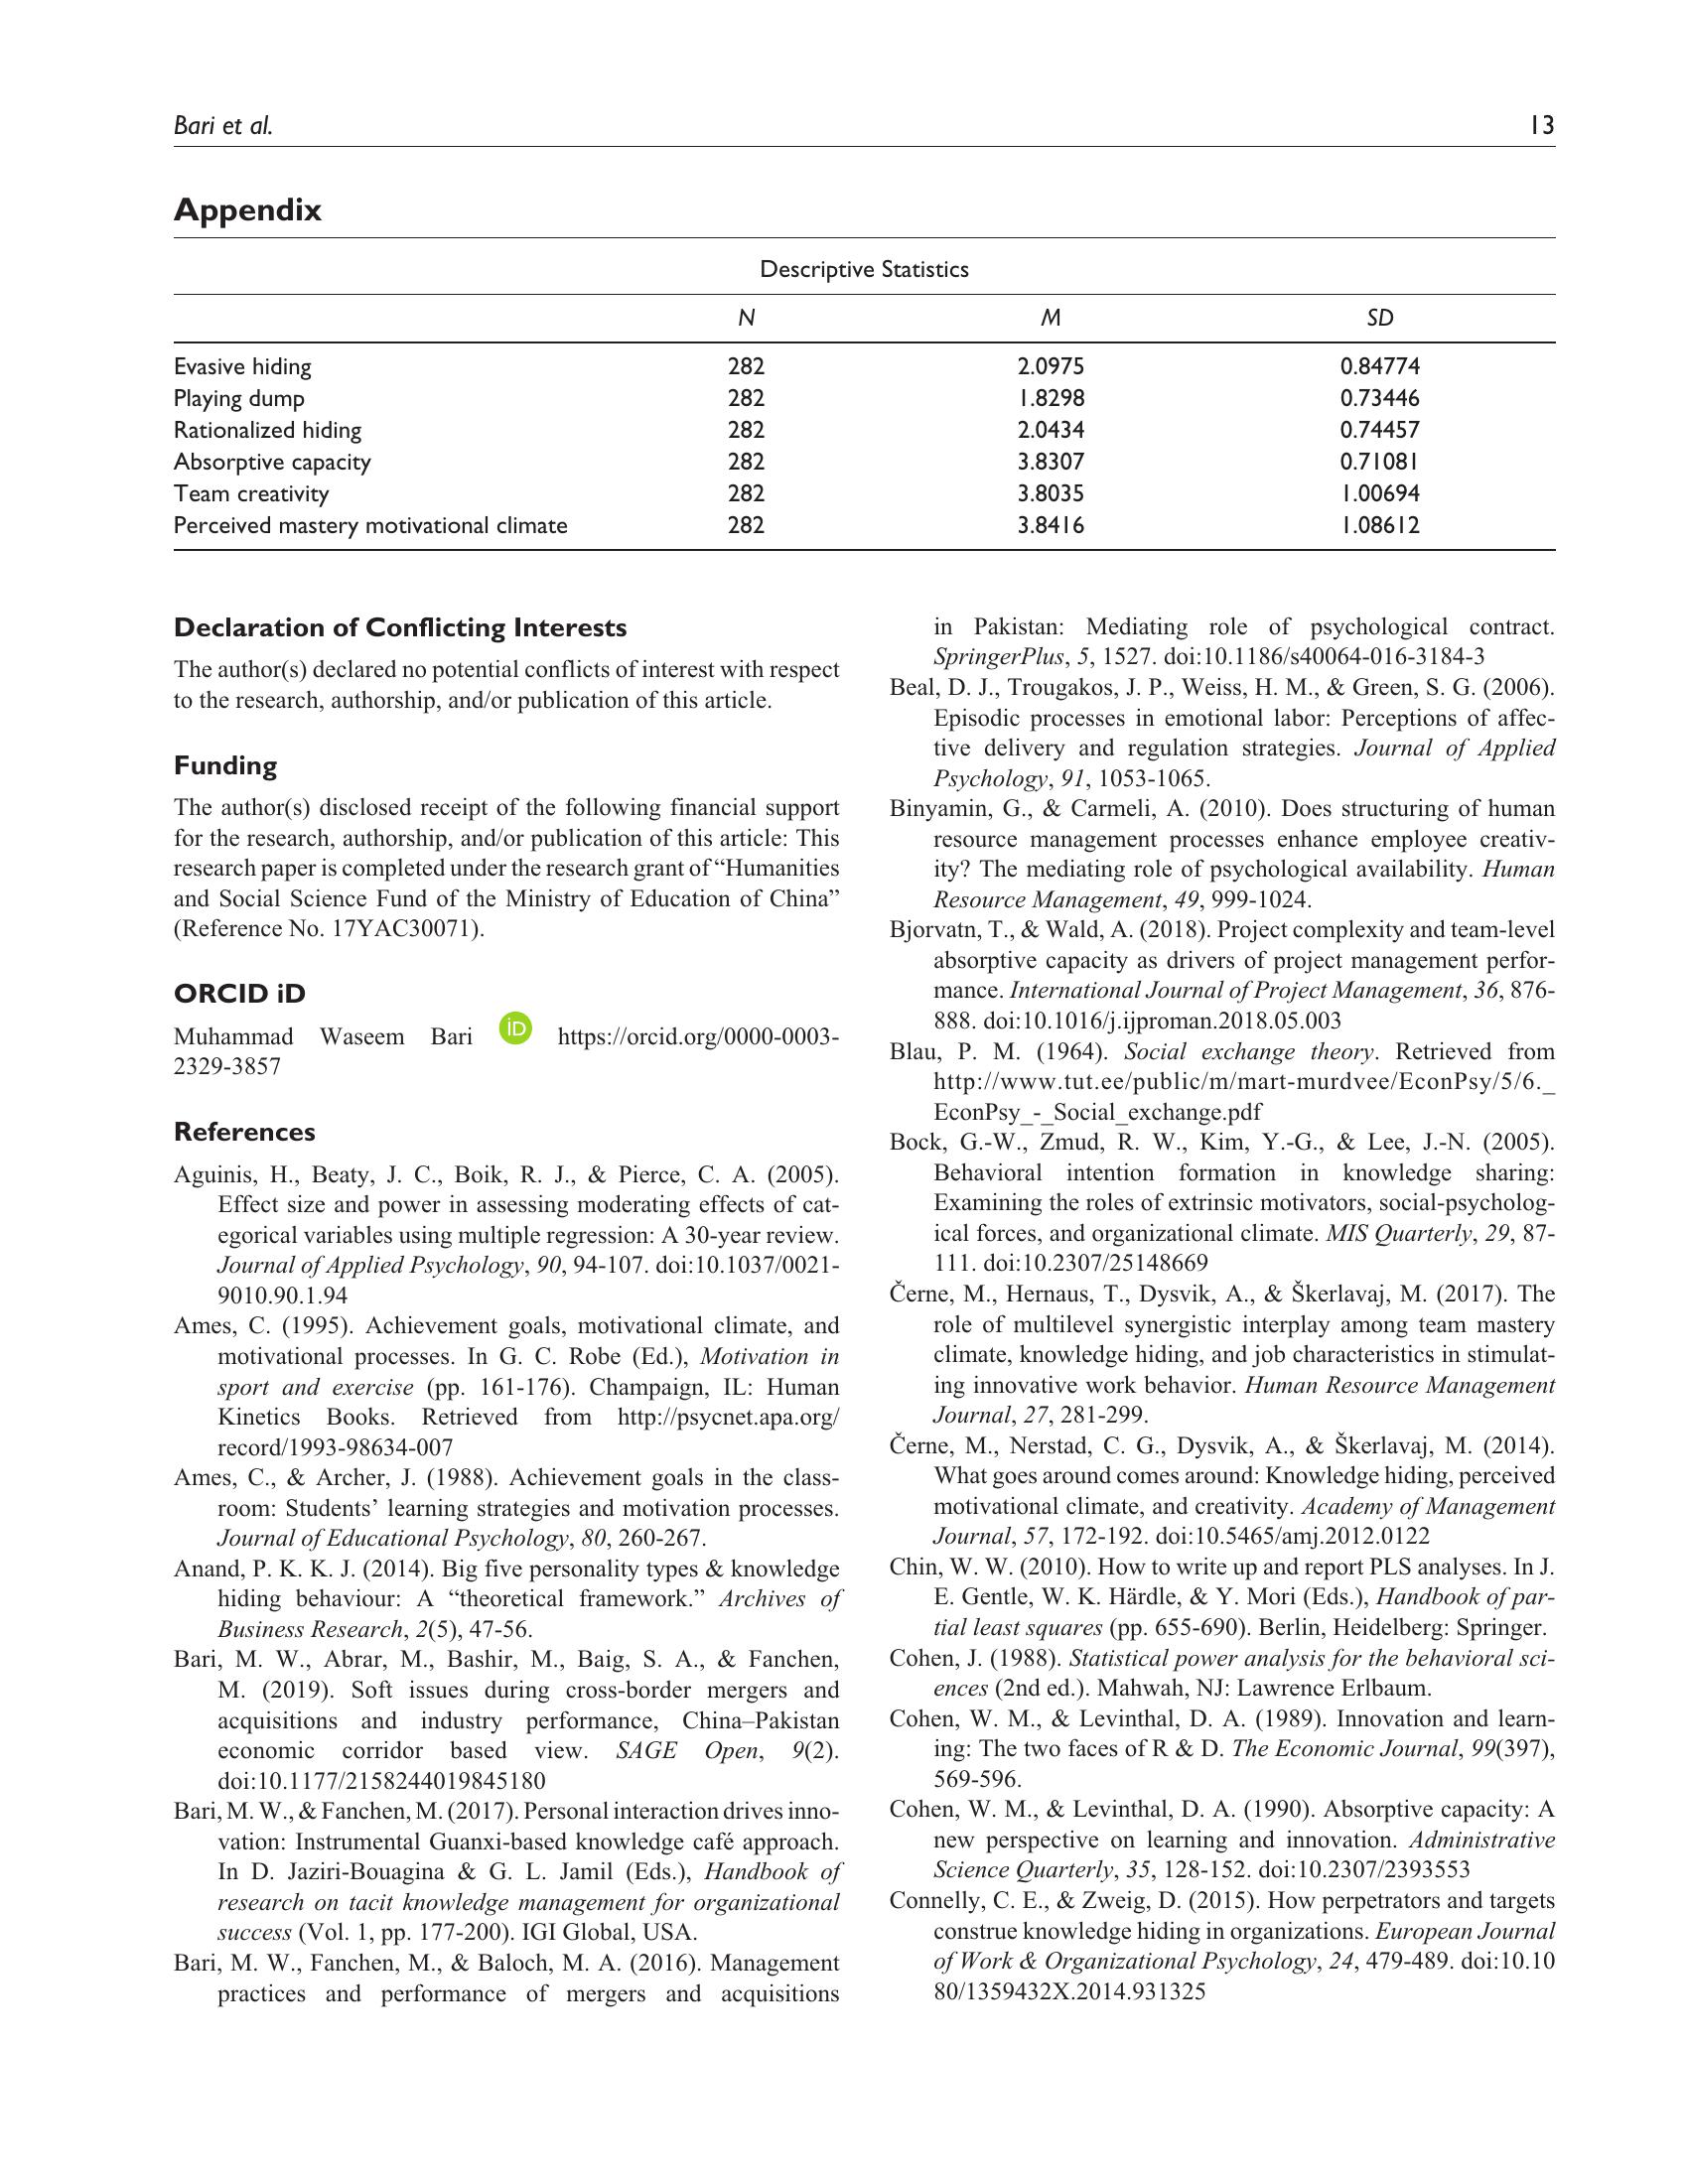 Bari et al. 13
Appendix
Descriptive Statistics
N M SD
Evasive hiding 282 2.0975 0.84774
Playing dump 282 1.8298 0.73446
Rationalized hiding 282 2.0434 0.74457
Absorptive capacity 282 3.8307 0.71081
Team creativity 282 3.8035 1.00694
Perceived mastery motivational climate 282 3.8416 1.08612
Declaration of Conflicting Interests
The author(s) declared no potential conflicts of interest with respect
to the research, authorship, and/or publication of this article.
Funding
The author(s) disclosed receipt of the following financial support
for the research, authorship, and/or publication of this article: This
research paper is completed under the research grant of “Humanities
and Social Science Fund of the Ministry of Education of China”
(Reference No. 17YAC30071).
ORCID iD
Muhammad Waseem Bari iD https://orcid.org/0000-0003-
2329-3857
References
Aguinis, H., Beaty, J. C., Boik, R. J., & Pierce, C. A. (2005).
Effect size and power in assessing moderating effects of cat-
egorical variables using multiple regression: A 30-year review.
Journal of Applied Psychology, 90, 94-107. doi:10.1037/0021-
9010.90.1.94
Ames, C. (1995). Achievement goals, motivational climate, and
motivational processes. In G. C. Robe (Ed.), Motivation in
sport and exercise (pp. 161-176). Champaign, IL: Human
Kinetics Books. Retrieved from http://psycnet.apa.org/
record/1993-98634-007
Ames, C., & Archer, J. (1988). Achievement goals in the class-
room: Students’ learning strategies and motivation processes.
Journal of Educational Psychology, 80, 260-267.
Anand, P. K. K. J. (2014). Big five personality types & knowledge
hiding behaviour: A “theoretical framework.” Archives of
Business Research, 2(5), 47-56.
Bari, M. W., Abrar, M., Bashir, M., Baig, S. A., & Fanchen,
M. (2019). Soft issues during cross-border mergers and
acquisitions and industry performance, China–Pakistan
economic corridor based view. SAGE Open, 9(2).
doi:10.1177/2158244019845180
Bari, M. W., & Fanchen, M. (2017). Personal interaction drives inno-
vation: Instrumental Guanxi-based knowledge café approach.
In D. Jaziri-Bouagina & G. L. Jamil (Eds.), Handbook of
research on tacit knowledge management for organizational
success (Vol. 1, pp. 177-200). IGI Global, USA.
Bari, M. W., Fanchen, M., & Baloch, M. A. (2016). Management
practices and performance of mergers and acquisitions
in Pakistan: Mediating role of psychological contract.
SpringerPlus, 5, 1527. doi:10.1186/s40064-016-3184-3
Beal, D. J., Trougakos, J. P., Weiss, H. M., & Green, S. G. (2006).
Episodic processes in emotional labor: Perceptions of affec-
tive delivery and regulation strategies. Journal of Applied
Psychology, 91, 1053-1065.
Binyamin, G., & Carmeli, A. (2010). Does structuring of human
resource management processes enhance employee creativ-
ity? The mediating role of psychological availability. Human
Resource Management, 49, 999-1024.
Bjorvatn, T., & Wald, A. (2018). Project complexity and team-level
absorptive capacity as drivers of project management perfor-
mance. International Journal of Project Management, 36, 876-
888. doi:10.1016/j.ijproman.2018.05.003
Blau, P. M. (1964). Social exchange theory. Retrieved from
http://www.tut.ee/public/m/mart-murdvee/EconPsy/5/6._
EconPsy_-_Social_exchange.pdf
Bock, G.-W., Zmud, R. W., Kim, Y.-G., & Lee, J.-N. (2005).
Behavioral intention formation in knowledge sharing:
Examining the roles of extrinsic motivators, social-psycholog-
ical forces, and organizational climate. MIS Quarterly, 29, 87-
111. doi:10.2307/25148669
Černe, M., Hernaus, T., Dysvik, A., & Škerlavaj, M. (2017). The
role of multilevel synergistic interplay among team mastery
climate, knowledge hiding, and job characteristics in stimulat-
ing innovative work behavior. Human Resource Management
Journal, 27, 281-299.
Černe, M., Nerstad, C. G., Dysvik, A., & Škerlavaj, M. (2014).
What goes around comes around: Knowledge hiding, perceived
motivational climate, and creativity. Academy of Management
Journal, 57, 172-192. doi:10.5465/amj.2012.0122
Chin, W. W. (2010). How to write up and report PLS analyses. In J.
E. Gentle, W. K. Härdle, & Y. Mori (Eds.), Handbook of par-
tial least squares (pp. 655-690). Berlin, Heidelberg: Springer.
Cohen, J. (1988). Statistical power analysis for the behavioral sci-
ences (2nd ed.). Mahwah, NJ: Lawrence Erlbaum.
Cohen, W. M., & Levinthal, D. A. (1989). Innovation and learn-
ing: The two faces of R & D. The Economic Journal, 99(397),
569-596.
Cohen, W. M., & Levinthal, D. A. (1990). Absorptive capacity: A
new perspective on learning and innovation. Administrative
Science Quarterly, 35, 128-152. doi:10.2307/2393553
Connelly, C. E., & Zweig, D. (2015). How perpetrators and targets
construe knowledge hiding in organizations. European Journal
of Work & Organizational Psychology, 24, 479-489. doi:10.10
80/1359432X.2014.931325